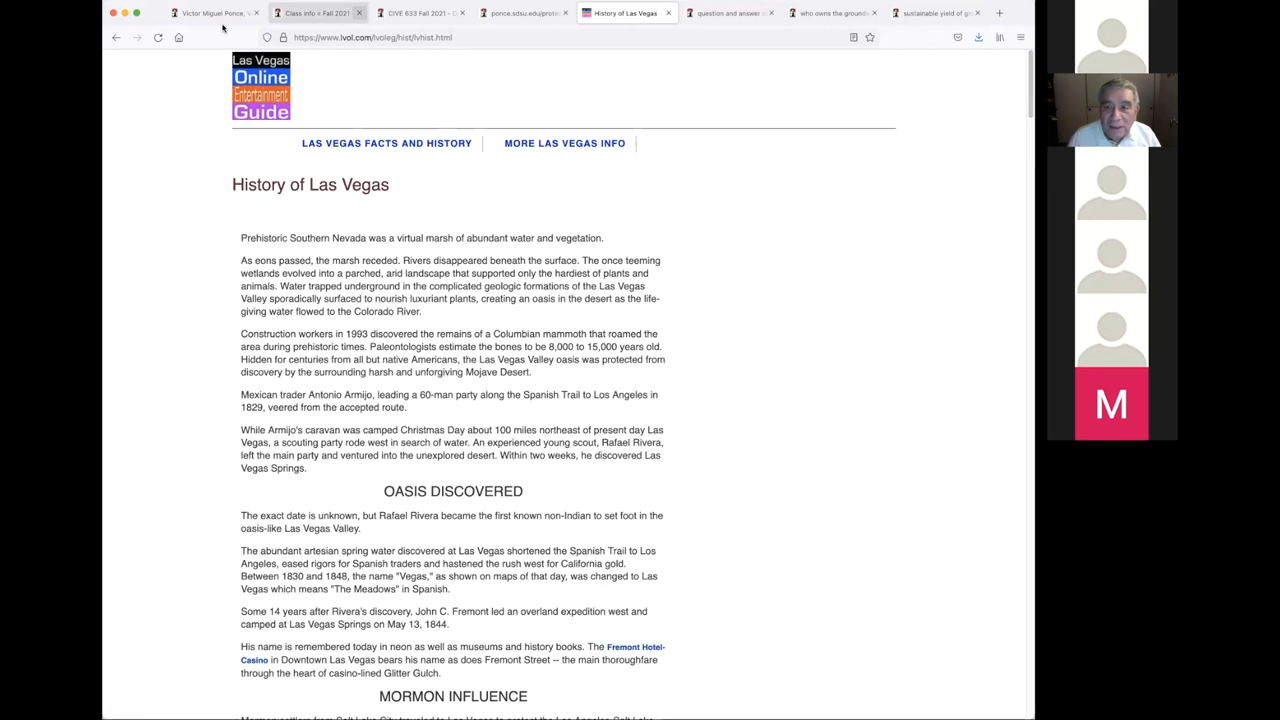 Victor Miguel Ponce, V
Class info = Fall 2021
CIVE 633 Fall 2021 - D
ponce.sdsu.edu/prote
History of Las Vegas
question and answer s
who owns the ground
sustainable yield of g
https://www.lvol.com/lvoleg/hist/lvhist.html
Las Vegas
Online
Entertainment
Guide
LAS VEGAS FACTS AND HISTORY
MORE LAS VEGAS INFO
History of Las Vegas
Prehistoric Southern Nevada was a virtual marsh of abundant water and vegetation.
As eons passed, the marsh receded. Rivers disappeared beneath the surface. The once teeming
wetlands evolved into a parched, arid landscape that supported only the hardiest of plants and
animals. Water trapped underground in the complicated geologic formations of the Las Vegas
Valley sporadically surfaced to nourish luxuriant plants, creating an oasis in the desert as the life-
giving water flowed to the Colorado River.
Construction workers in 1993 discovered the remains of a Columbian mammoth that roamed the
area during prehistoric times. Paleontologists estimate the bones to be 8,000 to 15,000 years old.
Hidden for centuries from all but native Americans, the Las Vegas Valley oasis was protected from
discovery by the surrounding harsh and unforgiving Mojave Desert.
Mexican trader Antonio Armijo, leading a 60-man party along the Spanish Trail to Los Angeles in
1829, veered from the accepted route.
While Armijo's caravan was camped Christmas Day about 100 miles northeast of present day Las
Vegas, a scouting party rode west in search of water. An experienced young scout, Rafael Rivera,
left the main party and ventured into the unexplored desert. Within two weeks, he discovered Las
Vegas Springs.
OASIS DISCOVERED
The exact date is unknown, but Rafael Rivera became the first known non-Indian to set foot in the
oasis-like Las Vegas Valley.
The abundant artesian spring water discovered at Las Vegas shortened the Spanish Trail to Los
Angeles, eased rigors for Spanish traders and hastened the rush west for California gold.
Between 1830 and 1848, the name "Vegas," as shown on maps of that day, was changed to Las
Vegas which means "The Meadows" in Spanish.
Some 14 years after Rivera's discovery, John C. Fremont led an overland expedition west and
camped at Las Vegas Springs on May 13, 1844.
His name is remembered today in neon as well as museums and history books. The Fremont Hotel-
Casino in Downtown Las Vegas bears his name as does Fremont Street -- the main thoroughfare
through the heart of casino-lined Glitter Gulch.
MORMON INFLUENCE
Mormon settlers from Salt Lake City traveled to Las Vegas to protect the Los Angeles-Salt Lake
M